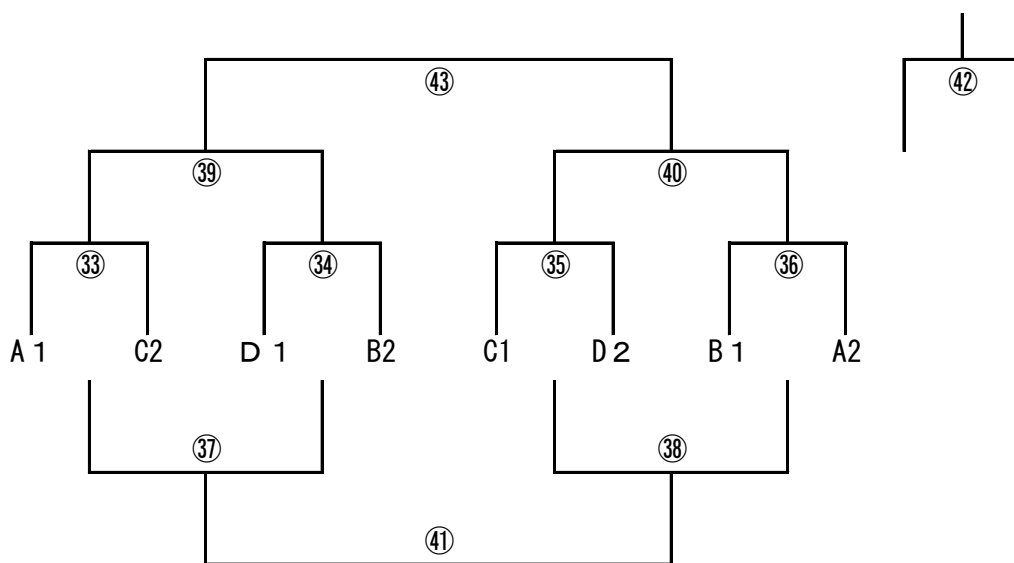 ㊷
㊸
㊴ ㊵
㉝ ㉞ ㉟ ㊱
A１ C2 Ｄ１ B2 C1 D２ B１ A2
㊲ ㊳
㊶